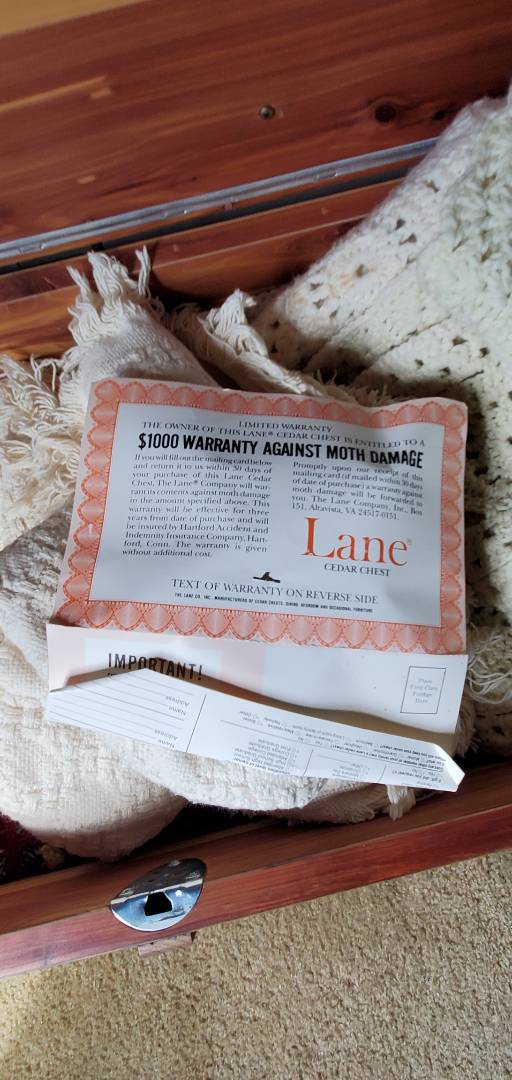 LIMITED WARRANTY
THE OWNER OF THIS LANE® CEDAR CHEST IS ENTITLED TO A
$1000 WARRANTY AGAINST MOTH DAMAGE
If you will fill out the mailing card below
and return it to us within 30 days of
your purchase of this Lane Cedar
Chest, The Lane® Company will war-
rant its contents against moth damage
in the amount specified above. This
warranty will be effective for three
years from date of purchase and will
be insured by Hartford Accident and
Indemnity Insurance Company, Hart-
ford, Conn. The warranty is given
without additional cost.
Promptly upon our receipt of this
mailing card (if mailed within 30 days
of date of purchase) a warranty against
moth damage will be forwarded to
you. The Lane Company, Inc., Box
151, Altavista, VA 24517-0151.
Lane®
CEDAR CHEST
TEXT OF WARRANTY ON REVERSE SIDE
THE LANE CO., INC., MANUFACTURERS OF CEDAR CHESTS, DINING, BEDROOM AND OCCASIONAL FURNITURE
IMPORTANT!
Place
First Class
Postage
Here
Name
Address
Name
Address